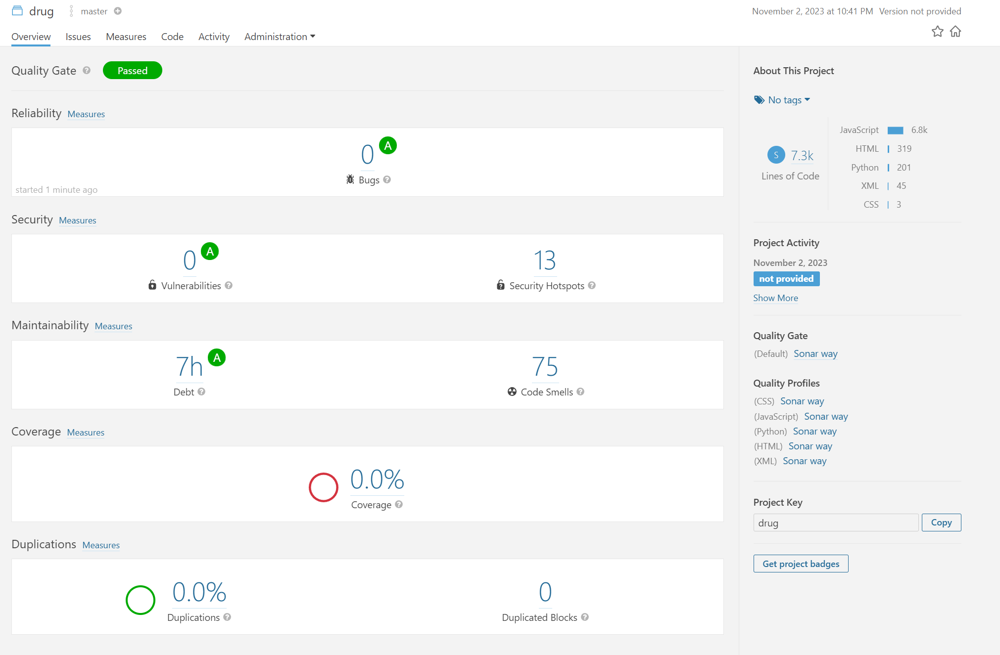 drug master
November 2, 2023 at 10:41 PM Version not provided
Overview Issues Measures Code Activity Administration
Quality Gate Passed
Reliability Measures
0 A
Bugs
started 1 minute ago
Security Measures
0 A
Vulnerabilities
13
Security Hotspots
Maintainability Measures
7h A
Debt
75
Code Smells
Coverage Measures
0.0%
Coverage
Duplications Measures
0.0%
Duplications
0
Duplicated Blocks
About This Project
No tags
S 7.3k
Lines of Code
JavaScript 6.8k
HTML 319
Python 201
XML 45
CSS 3
Project Activity
November 2, 2023
not provided
Show More
Quality Gate
(Default) Sonar way
Quality Profiles
(CSS) Sonar way
(JavaScript) Sonar way
(Python) Sonar way
(HTML) Sonar way
(XML) Sonar way
Project Key
drug Copy
Get project badges